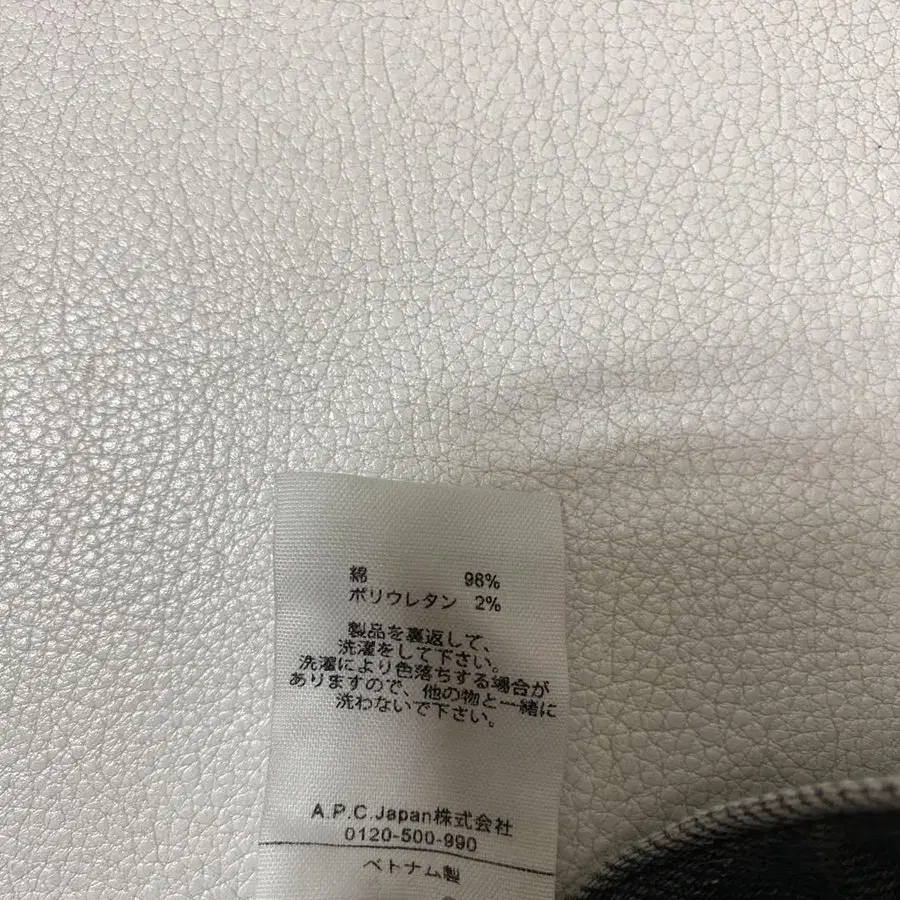 綿 98%
ポリウレタン 2%
製品を裏返して、
洗濯をして下さい。
洗濯により色落ちする場合が
ありますので、他の物と一緒に
洗わないで下さい。
A.P.C.Japan株式会社
0120-500-990
ベトナム製